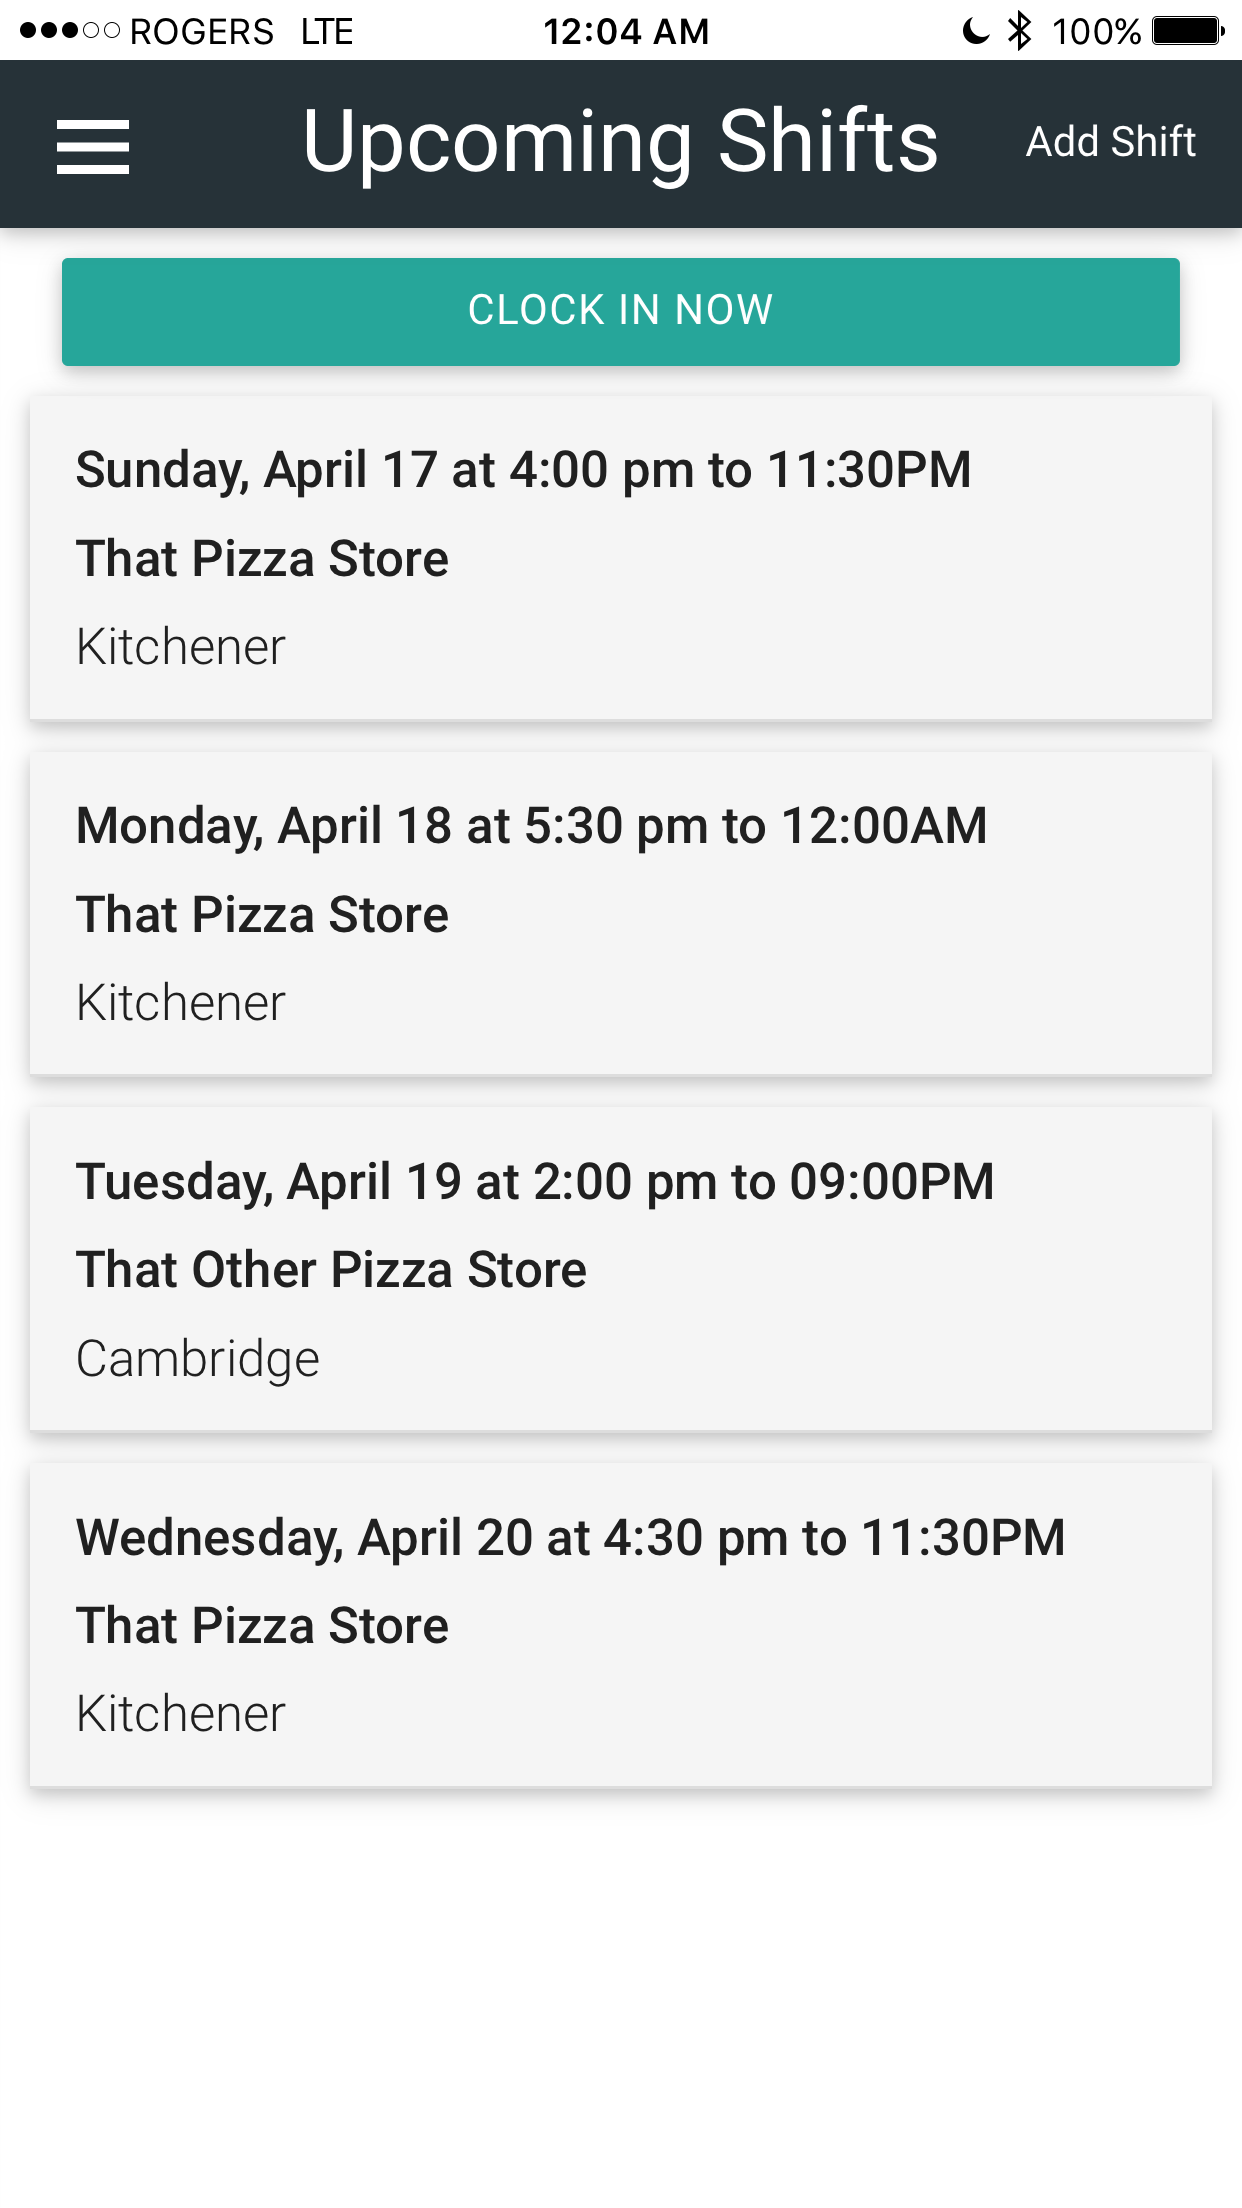 ROGERS LTE 12:04 AM 100%
Upcoming Shifts Add Shift
CLOCK IN NOW
Sunday, April 17 at 4:00 pm to 11:30PM
That Pizza Store
Kitchener
Monday, April 18 at 5:30 pm to 12:00AM
That Pizza Store
Kitchener
Tuesday, April 19 at 2:00 pm to 09:00PM
That Other Pizza Store
Cambridge
Wednesday, April 20 at 4:30 pm to 11:30PM
That Pizza Store
Kitchener